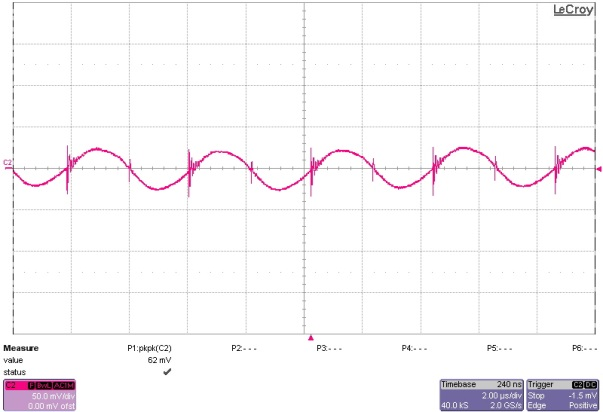 LeCroy
C2
Measure P1:pkpk(C2) P2:--- P3:--- P4:--- P5:--- P6:---
value 62 mV
status ✔
C2 F BwL AC1M
50.0 mV/div
0.00 mV ofst
Timebase 240 ns
2.00 µs/div
40.0 kS 2.0 GS/s
Trigger C2 DC
Stop -1.5 mV
Edge Positive